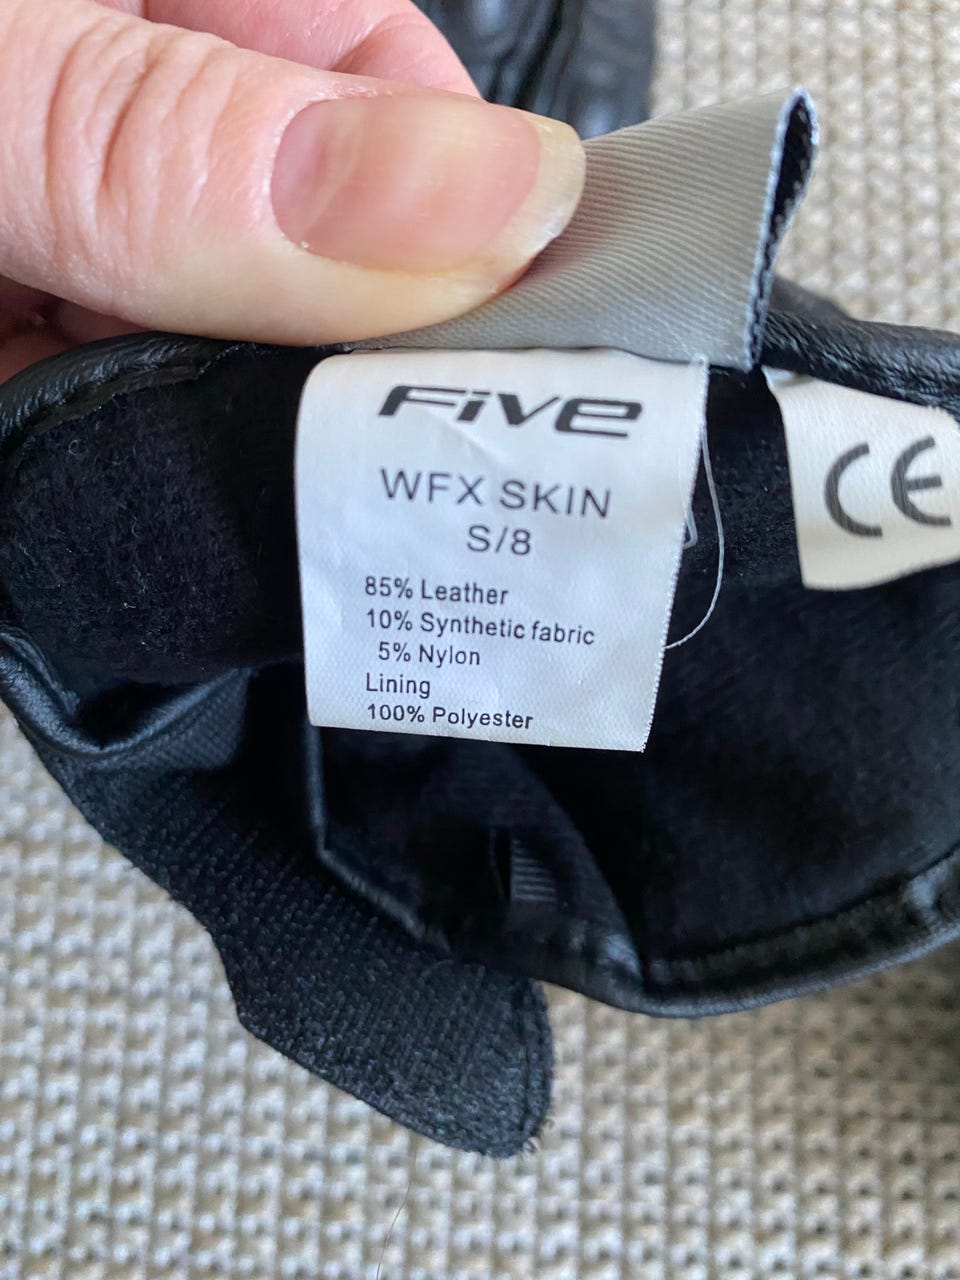 FiVe
WFX SKIN
S/8
85% Leather
10% Synthetic fabric
5% Nylon
Lining
100% Polyester
CE